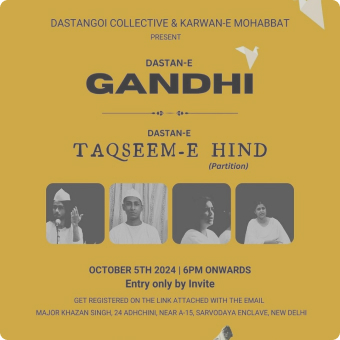 DASTANGOI COLLECTIVE & KARWAN-E MOHABBAT
PRESENT
DASTAN-E
GANDHI
DASTAN-E
TAQSEEM-E HIND
(Partition)
OCTOBER 5TH 2024 | 6PM ONWARDS
Entry only by Invite
GET REGISTERED ON THE LINK ATTACHED WITH THE EMAIL
MAJOR KHAZAN SINGH, 24 ADHCHINI, NEAR A-15, SARVODAYA ENCLAVE, NEW DELHI